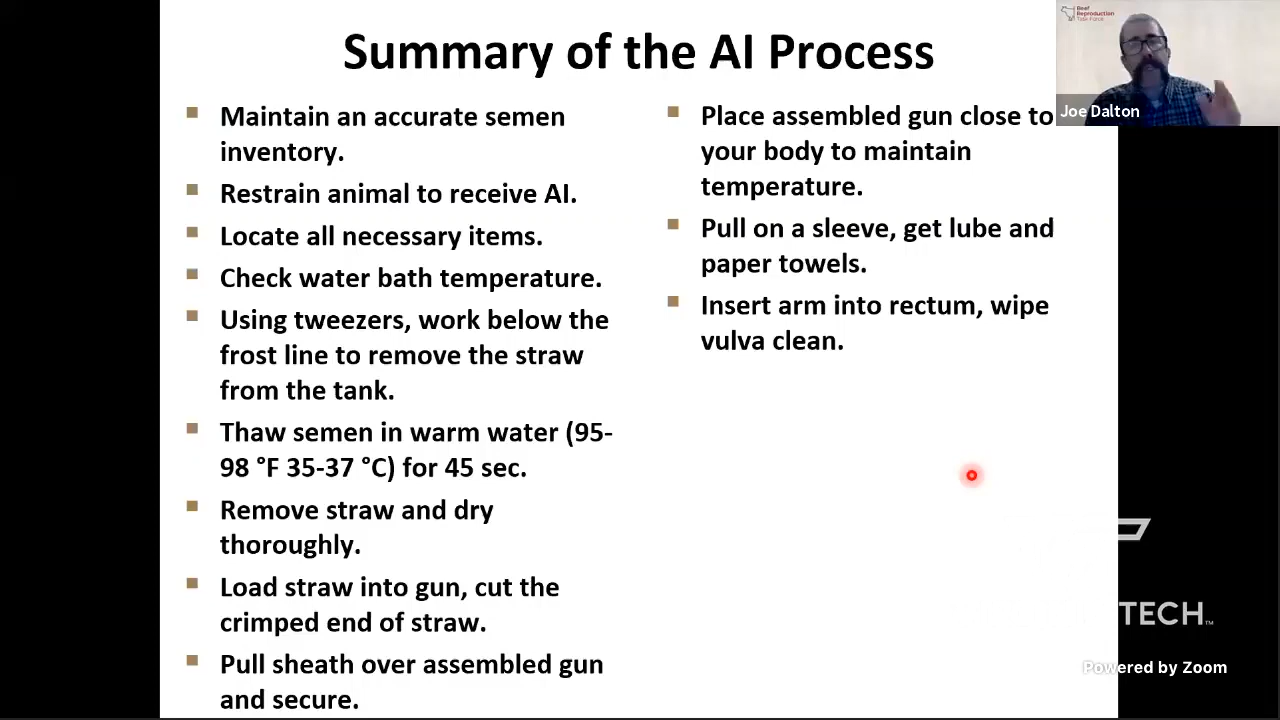 Summary of the AI Process
Maintain an accurate semen
inventory.
Restrain animal to receive AI.
Locate all necessary items.
Check water bath temperature.
Using tweezers, work below the
frost line to remove the straw
from the tank.
Thaw semen in warm water (95-
98 °F 35-37 °C) for 45 sec.
Remove straw and dry
thoroughly.
Load straw into gun, cut the
crimped end of straw.
Pull sheath over assembled gun
and secure.
Place assembled gun close to
your body to maintain
temperature.
Pull on a sleeve, get lube and
paper towels.
Insert arm into rectum, wipe
vulva clean.
Beef
Reproduction
Task Force
Joe Dalton
TECH™
Powered by Zoom